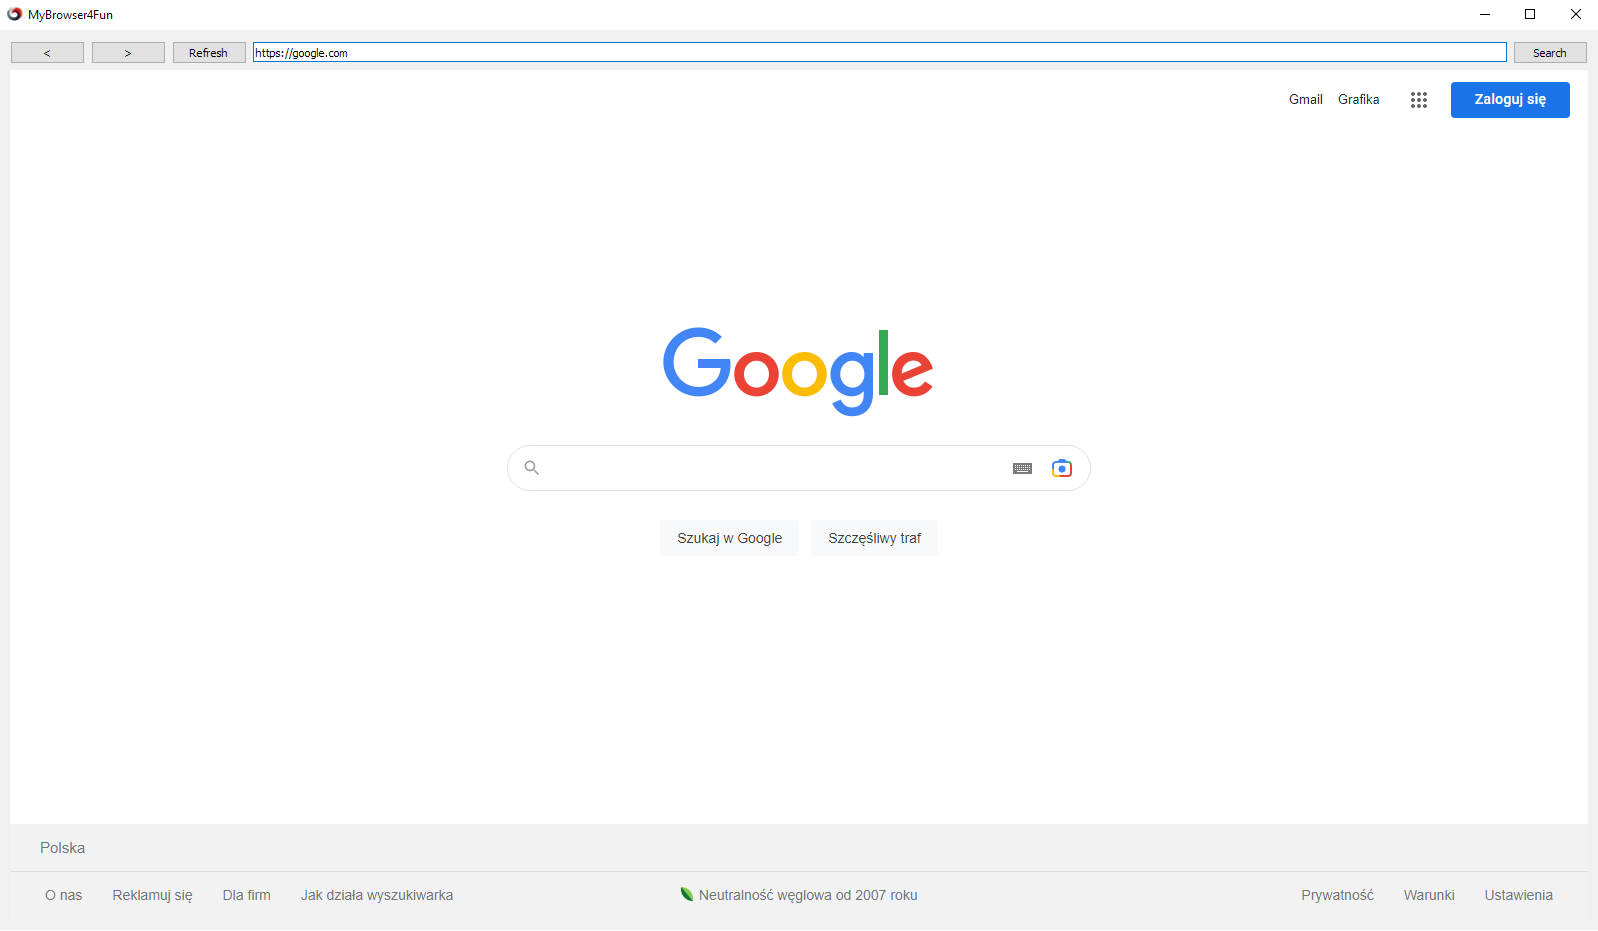 MyBrowser4Fun
< > Refresh https://google.com Search
Gmail Grafika Zaloguj się
Google
Szukaj w Google Szczęśliwy traf
Polska
O nas Reklamuj się Dla firm Jak działa wyszukiwarka Neutralność węglowa od 2007 roku Prywatność Warunki Ustawienia